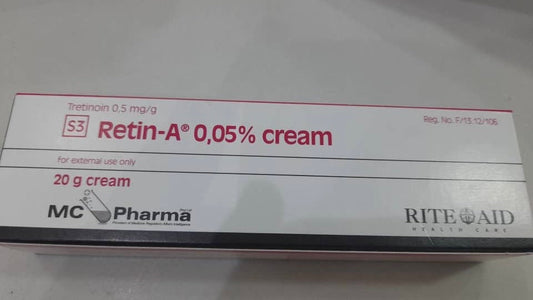 Tretinoin 0,5 mg/g
Reg. No. F/13.12/106
S3 Retin-A® 0,05% cream
for external use only
20 g cream
MC Pharma
RITE AID
HEALTH CARE